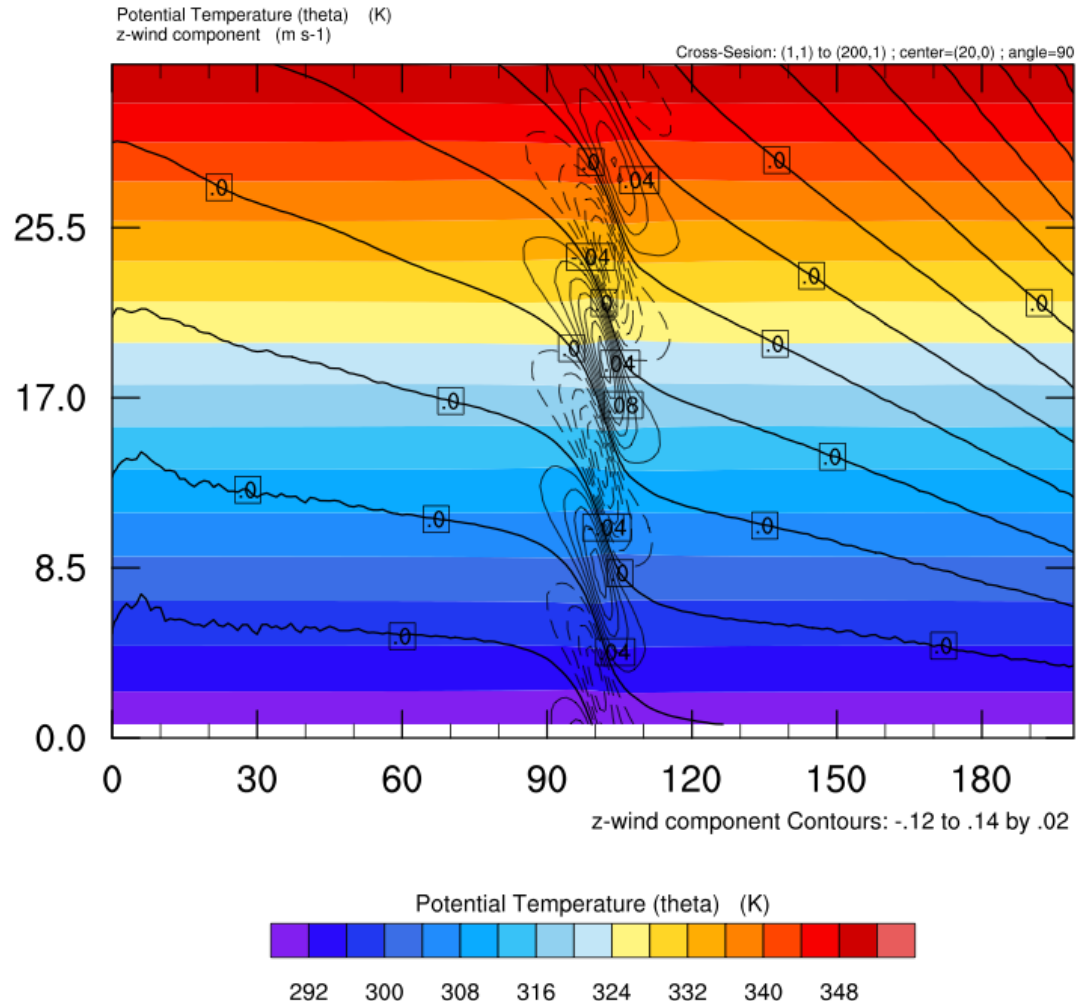 Potential Temperature (theta) (K)
z-wind component (m s-1)
Cross-Sesion: (1,1) to (200,1) ; center=(20,0) ; angle=90
.0 .04
.0
.0
25.5
-.04
.0
.0 .0
.0 .0
.04
17.0
.0 .08
.0
.0
.0 .04 .0
8.5
.0
.0 .0
.04
0.0
0 30 60 90 120 150 180
z-wind component Contours: -.12 to .14 by .02
Potential Temperature (theta) (K)
292 300 308 316 324 332 340 348